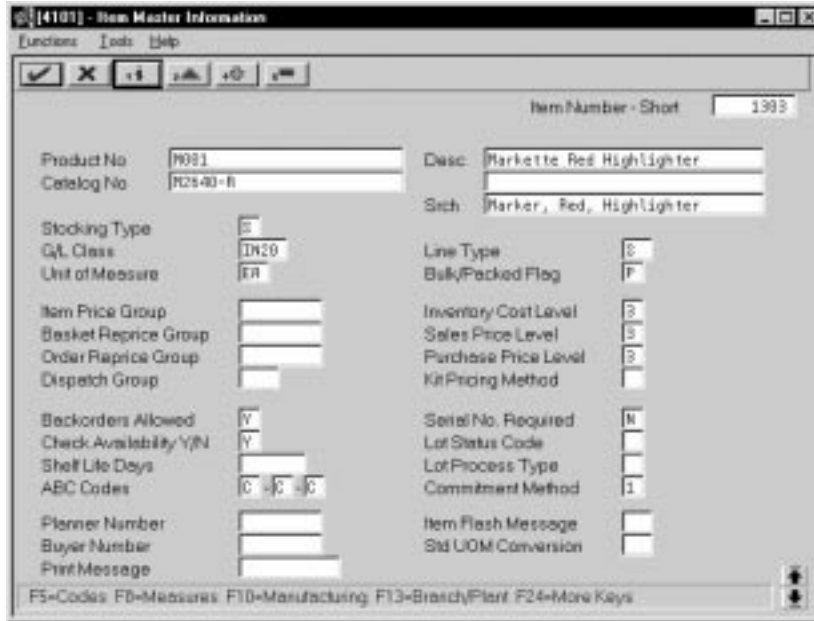 [4101] - Item Master Information
Functions Tools Help
Item Number - Short 1303
Product No M001 Desc Markette Red Highlighter
Catalog No M2640-R
Srch Marker, Red, Highlighter
Stocking Type S
G/L Class IN20 Line Type S
Unit of Measure EA Bulk/Packed Flag P
Item Price Group Inventory Cost Level 3
Basket Reprice Group Sales Price Level 3
Order Reprice Group Purchase Price Level 3
Dispatch Group Kit Pricing Method
Backorders Allowed Y Serial No. Required N
Check Availability Y/N Y Lot Status Code
Shelf Life Days Lot Process Type
ABC Codes C - C - C Commitment Method 1
Planner Number Item Flash Message
Buyer Number Std UOM Conversion
Print Message
F5=Codes F8=Measures F10=Manufacturing F13=Branch/Plant F24=More Keys